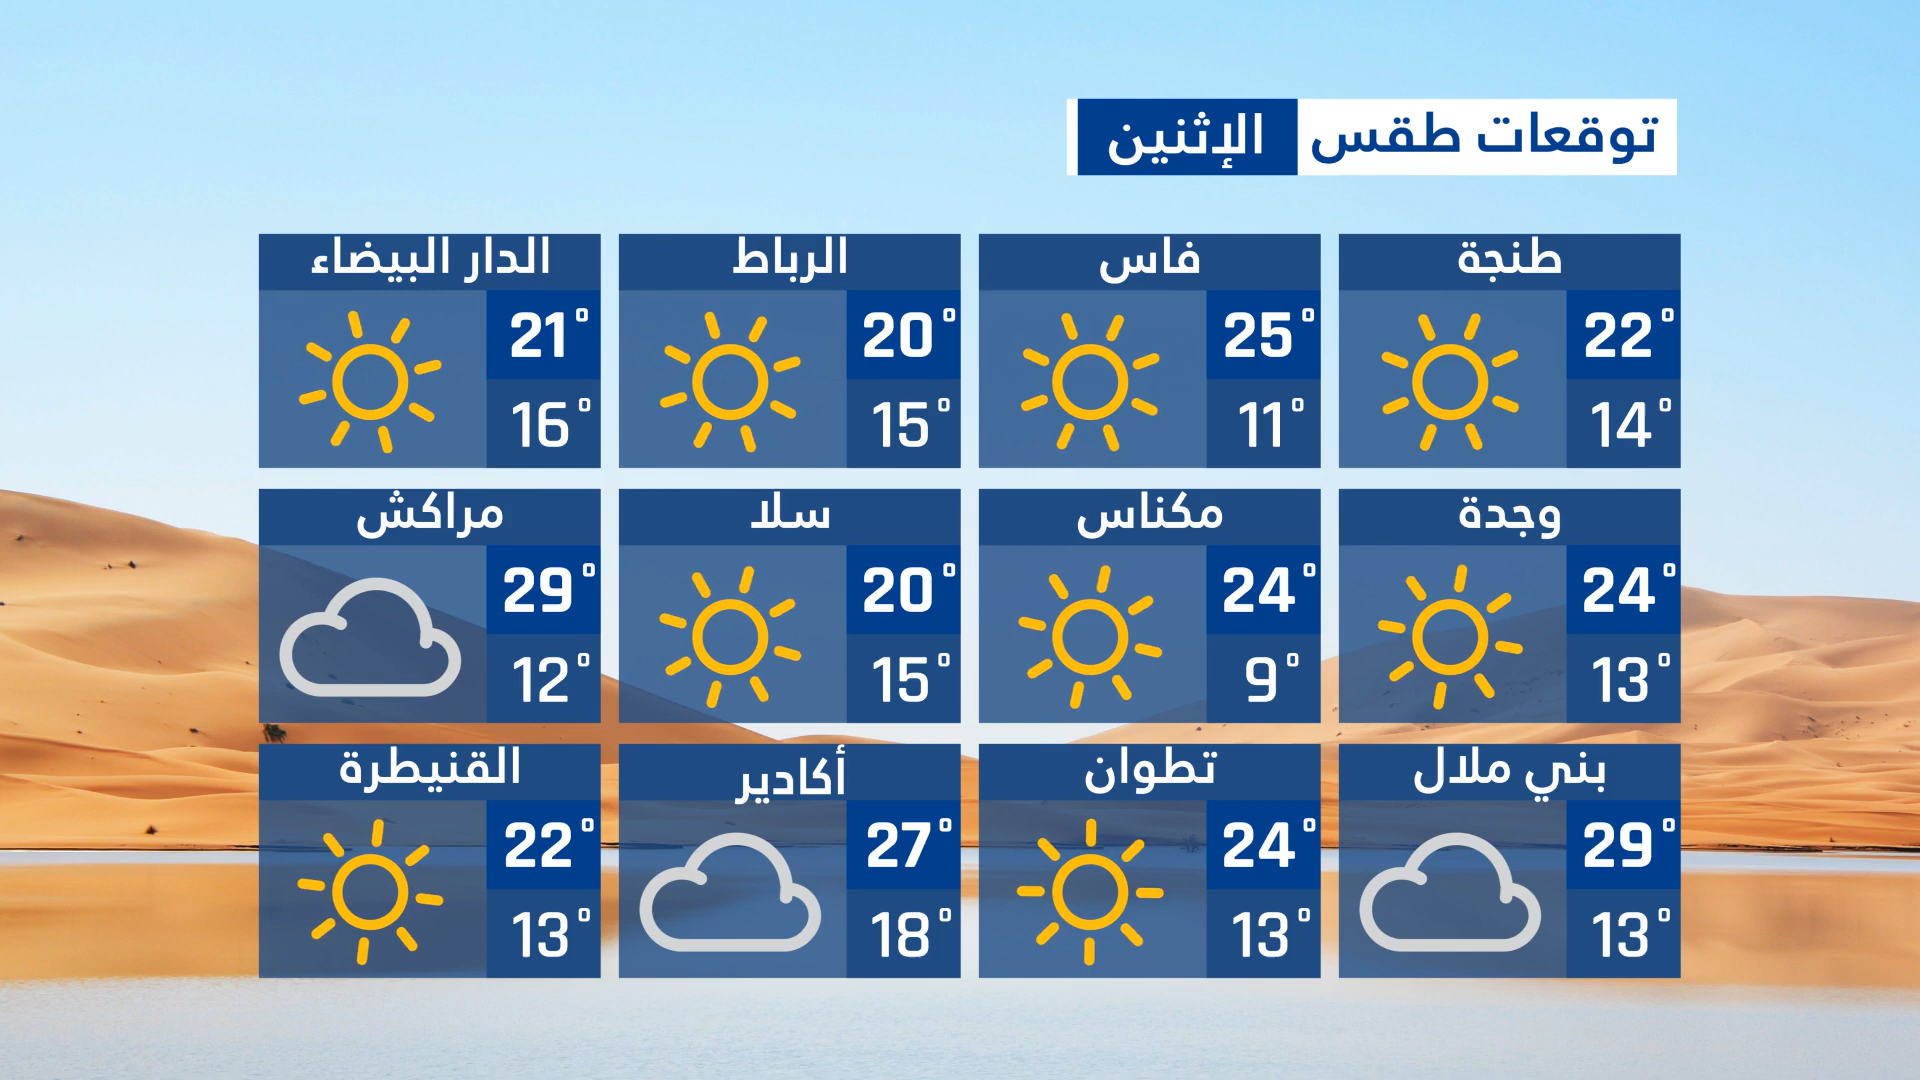 توقعات طقس الإثنين
طنجة
22°
14°
فاس
25°
11°
الرباط
20°
15°
الدار البيضاء
21°
16°
وجدة
24°
13°
مكناس
24°
9°
سلا
20°
15°
مراكش
29°
12°
بني ملال
29°
13°
تطوان
24°
13°
أكادير
27°
18°
القنيطرة
22°
13°